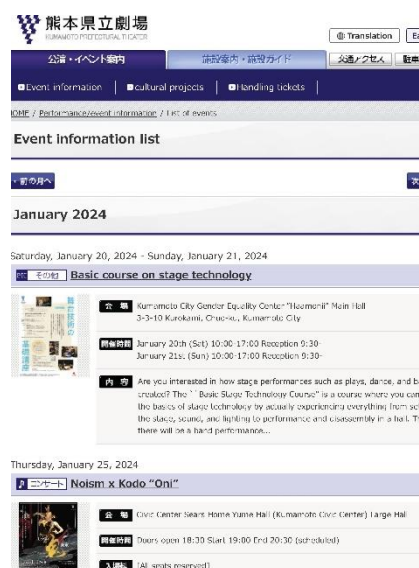 熊本県立劇場
KUMAMOTO PREFECTURAL THEATER
Translation
公演・イベント案内
施設案内・施設ガイド
交通アクセス
Event information
cultural projects
Handling tickets
HOME / Performance/event information / List of events
Event information list
前の月へ
January 2024
Saturday, January 20, 2024 - Sunday, January 21, 2024
その他 Basic course on stage technology
会 場 Kumamoto City Gender Equality Center "Haamonii" Main Hall
3-3-10 Kurokami, Chuo-ku, Kumamoto City
開催時間 January 20th (Sat) 10:00-17:00 Reception 9:30-
January 21st (Sun) 10:00-17:00 Reception 9:30-
内 容 Are you interested in how stage performances such as plays, dance, and b
created? The ``Basic Stage Technology Course'' is a course where you can
the basics of stage technology by actually experiencing everything from se
the stage, sound, and lighting to performance and disassembly in a hall. T
there will be a band performance...
Thursday, January 25, 2024
コンサート Noism x Kodo "Oni"
会 場 Civic Center Sears Home Yume Hall (Kumamoto Civic Center) Large Hall
開催時間 Doors open 18:30 Start 19:00 End 20:30 (scheduled)
入場料 [All seats reserved]